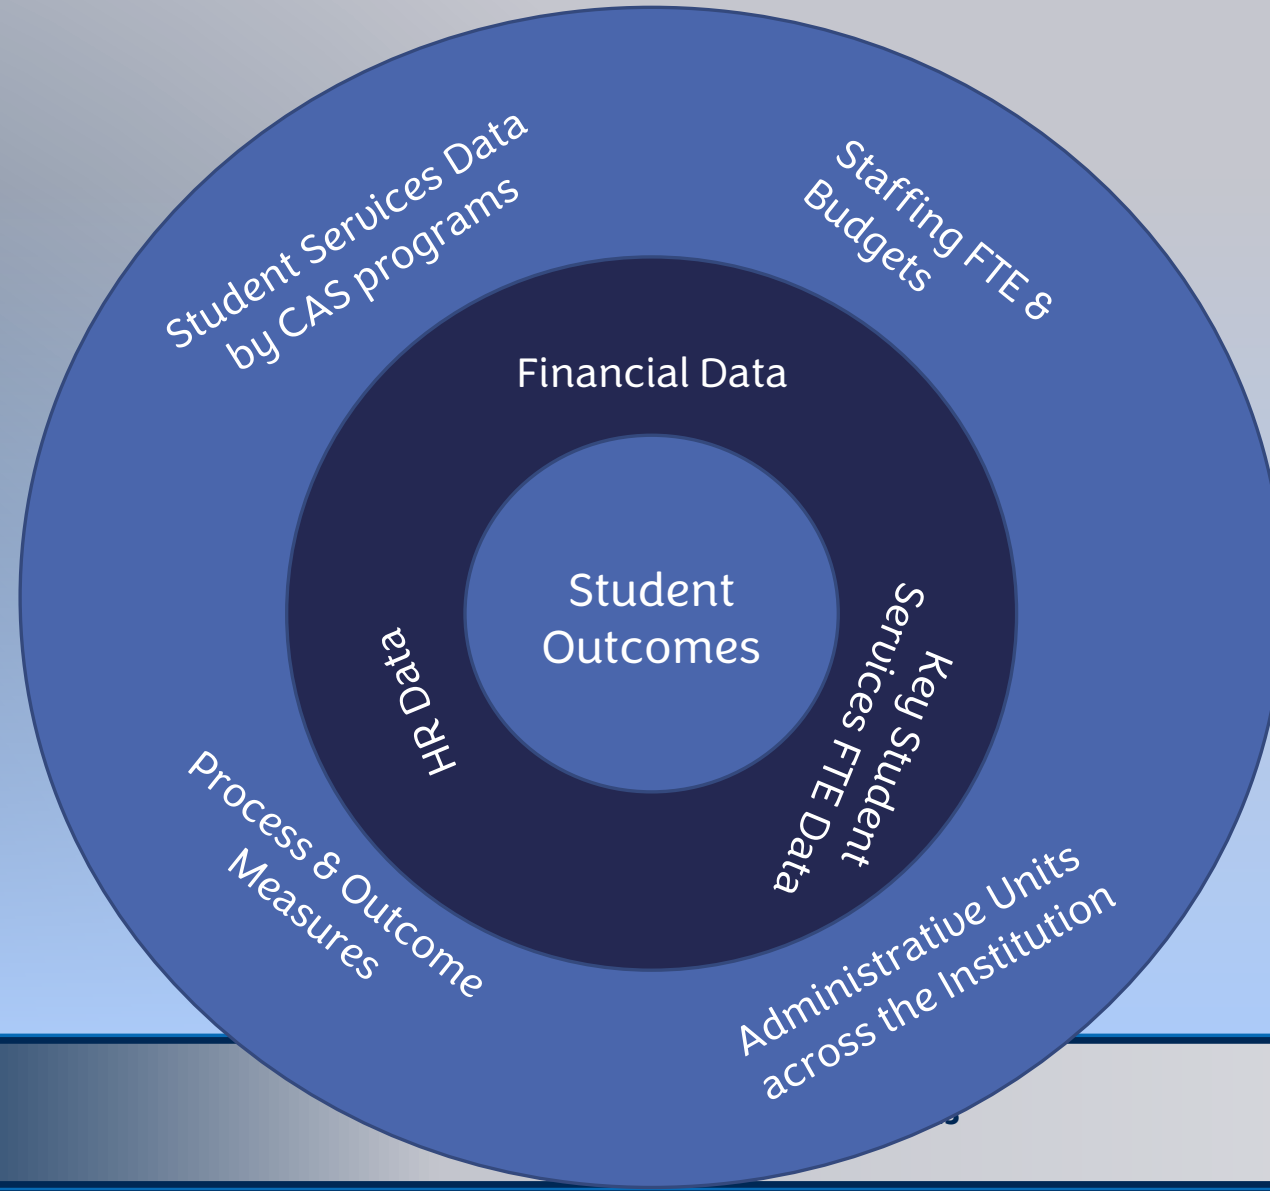 Student Services Data
by CAS programs
Staffing FTE &
Budgets
Financial Data
Student
Outcomes
HR Data
Key Student
Services FTE Data
Process & Outcome
Measures
Administrative Units
across the Institution